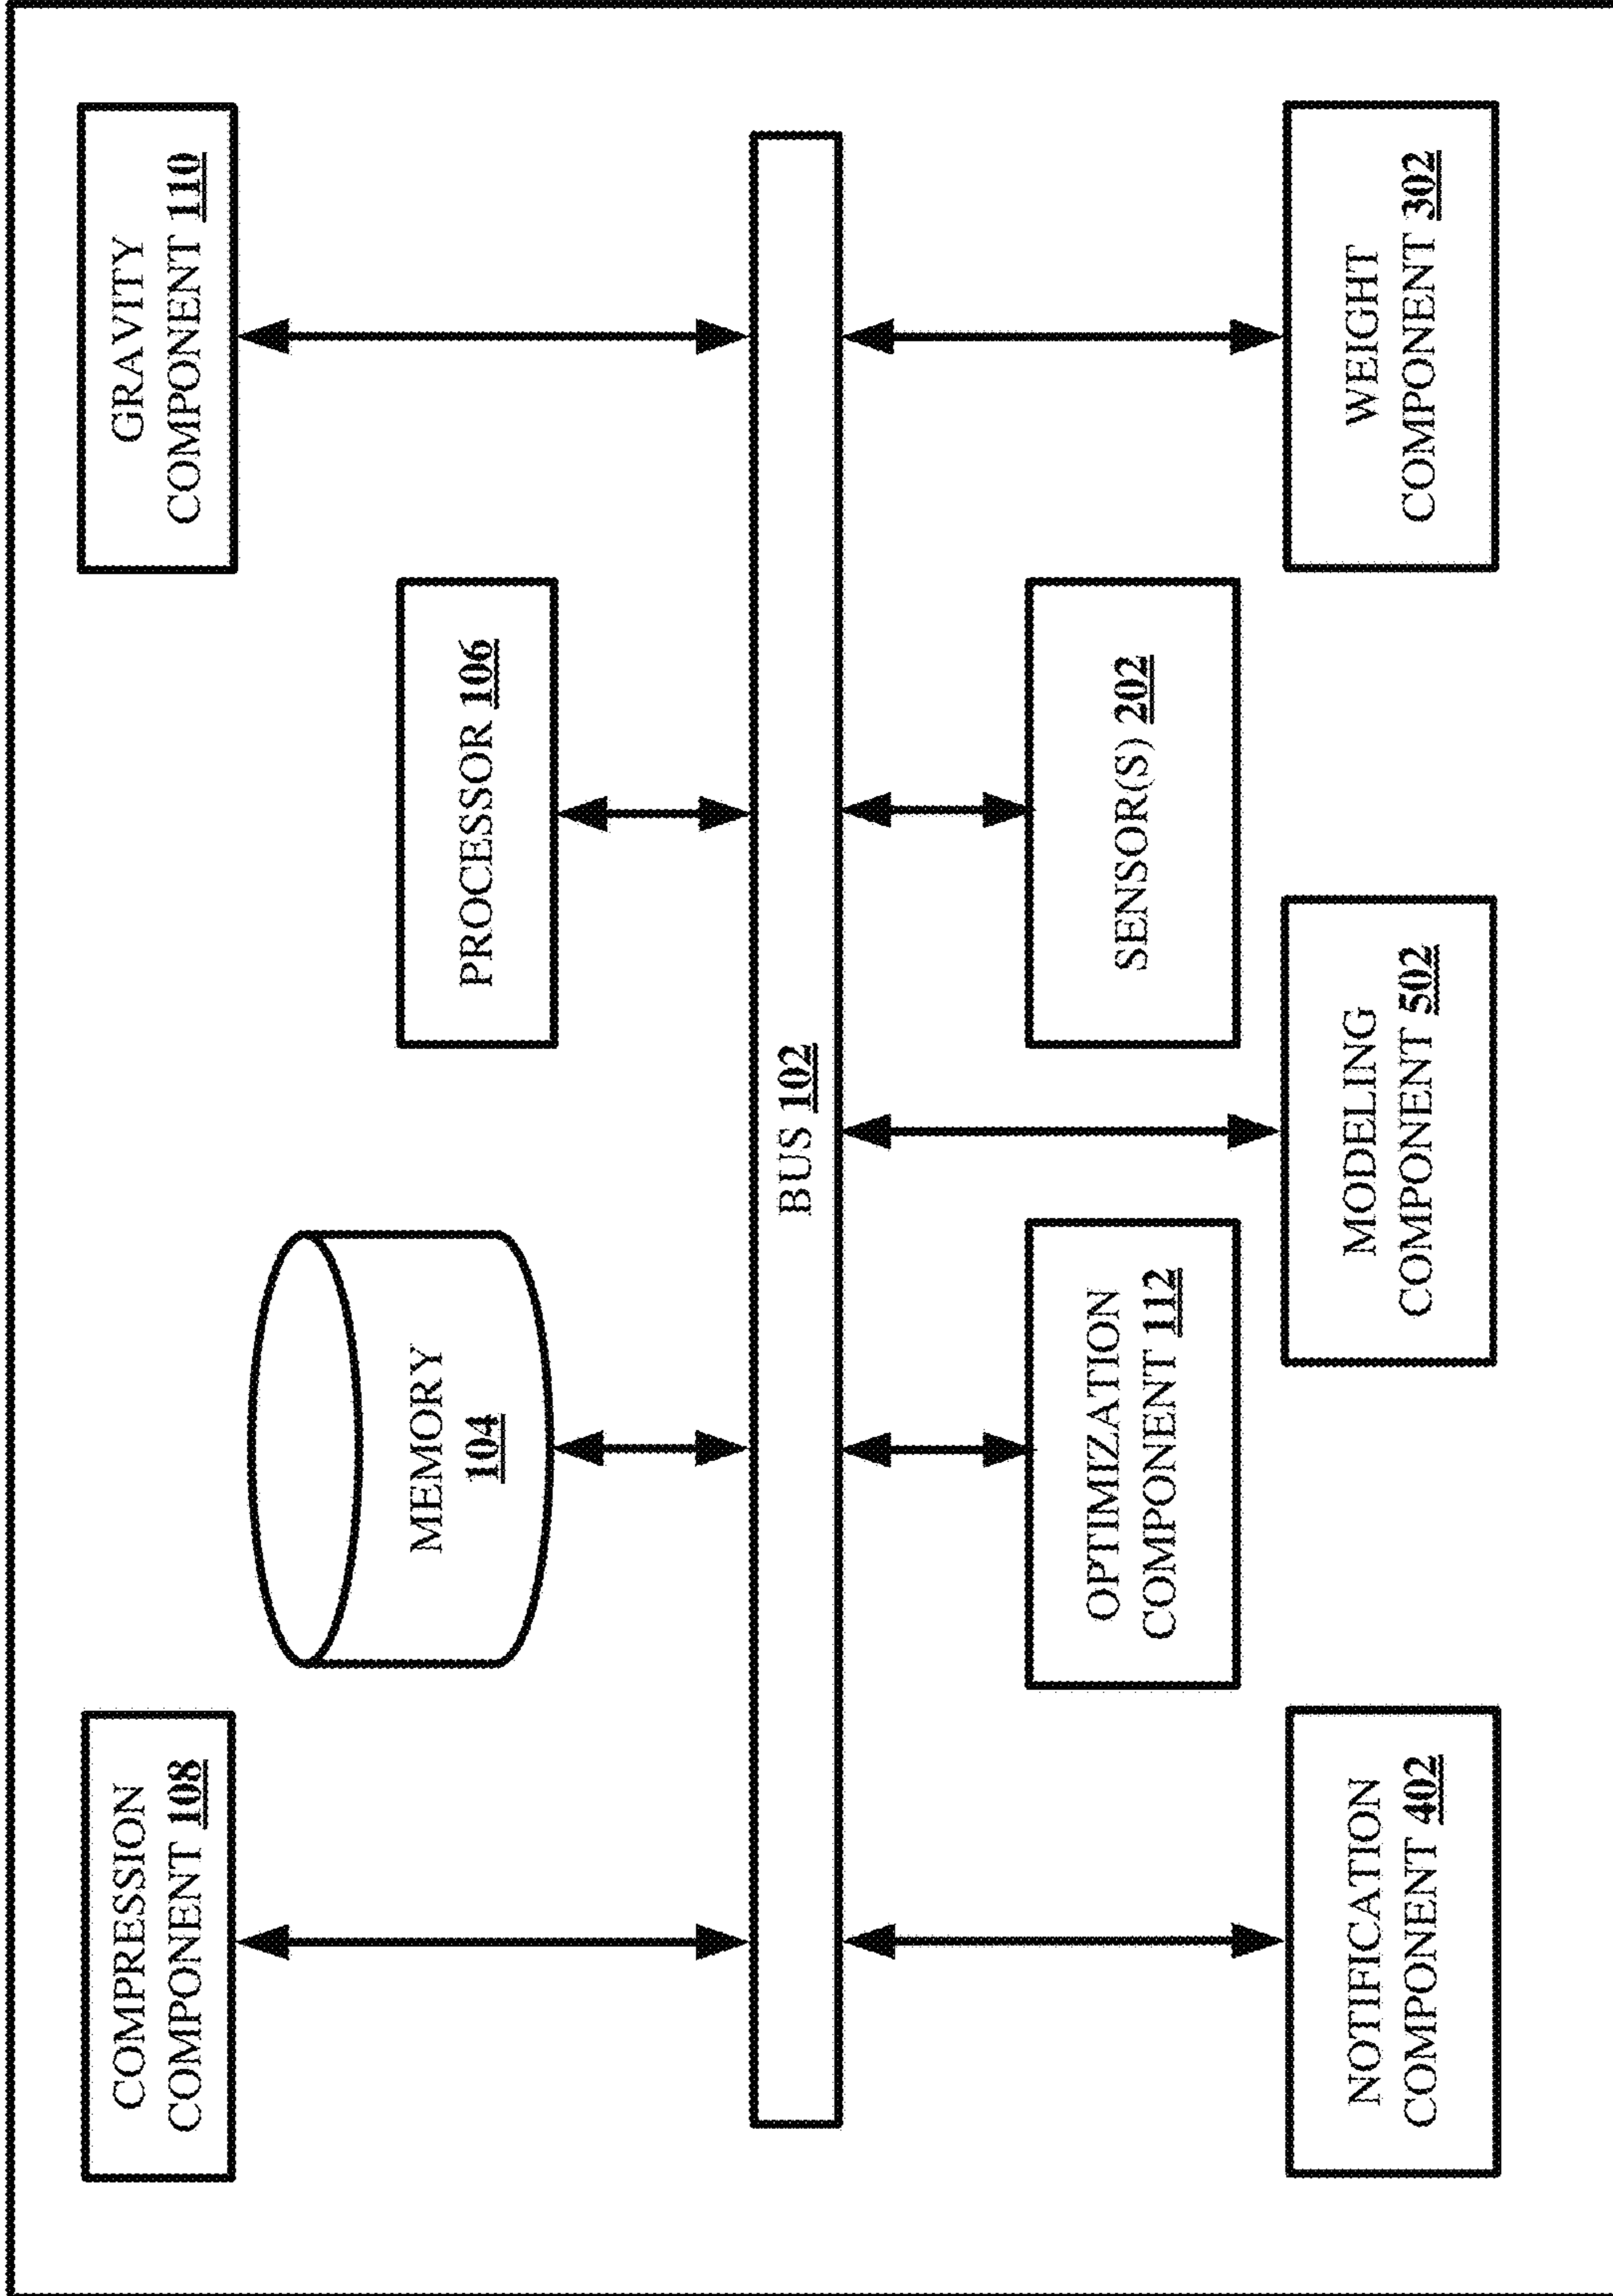 COMPRESSION
COMPONENT 108
MEMORY
104
PROCESSOR 106
GRAVITY
COMPONENT 110
BUS 102
NOTIFICATION
COMPONENT 402
OPTIMIZATION
COMPONENT 112
MODELING
COMPONENT 502
SENSOR(S) 202
WEIGHT
COMPONENT 302